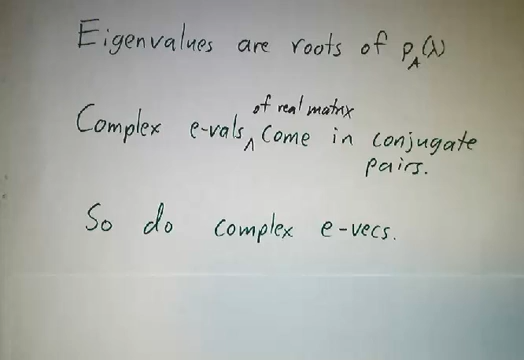 Eigenvalues are roots of p_A(λ)
of real matrix
Complex e-vals ^ come in conjugate
pairs.
So do complex e-vecs.